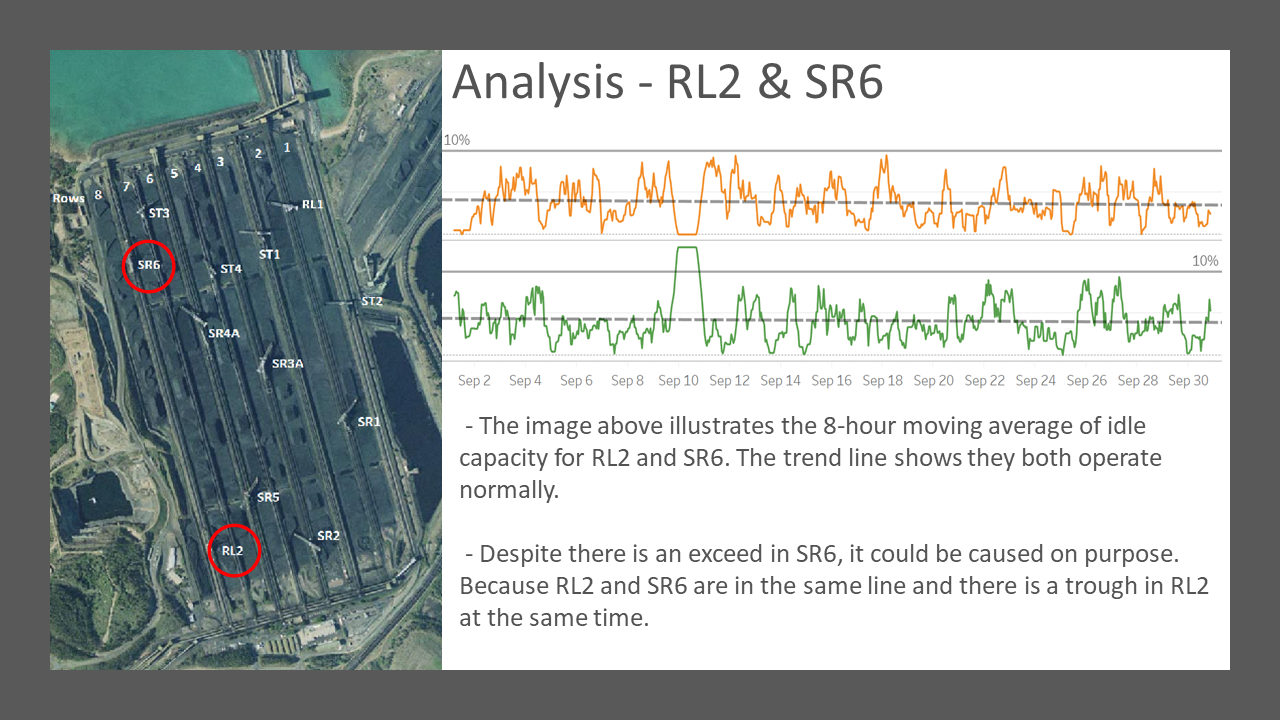 Analysis - RL2 & SR6
Rows 8 7 6 5 4 3 2 1
ST3
RL1
SR6
ST1
ST4
ST2
SR4A
SR3A
SR1
SR5
SR2
RL2
10%
10%
Sep 2 Sep 4 Sep 6 Sep 8 Sep 10 Sep 12 Sep 14 Sep 16 Sep 18 Sep 20 Sep 22 Sep 24 Sep 26 Sep 28 Sep 30
- The image above illustrates the 8-hour moving average of idle
capacity for RL2 and SR6. The trend line shows they both operate
normally.
- Despite there is an exceed in SR6, it could be caused on purpose.
Because RL2 and SR6 are in the same line and there is a trough in RL2
at the same time.